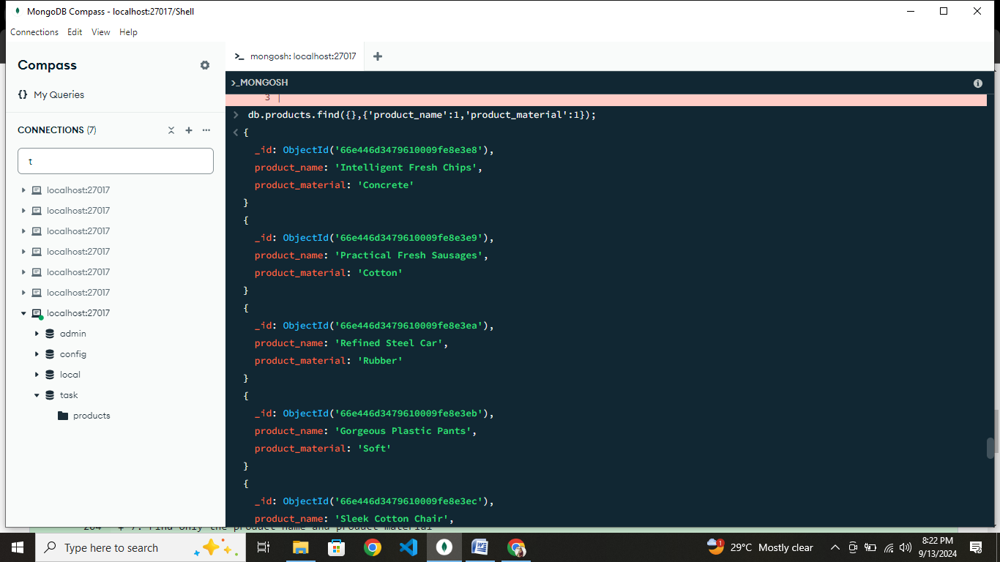 MongoDB Compass - localhost:27017/Shell
Connections Edit View Help
Compass
{} My Queries
CONNECTIONS (7)
t
localhost:27017
localhost:27017
localhost:27017
localhost:27017
localhost:27017
localhost:27017
localhost:27017
admin
config
local
task
products
>_ mongosh: localhost:27017
>_MONGOSH
3 |
> db.products.find({},{'product_name':1,'product_material':1});
< {
_id: ObjectId('66e446d3479610009fe8e3e8'),
product_name: 'Intelligent Fresh Chips',
product_material: 'Concrete'
}
{
_id: ObjectId('66e446d3479610009fe8e3e9'),
product_name: 'Practical Fresh Sausages',
product_material: 'Cotton'
}
{
_id: ObjectId('66e446d3479610009fe8e3ea'),
product_name: 'Refined Steel Car',
product_material: 'Rubber'
}
{
_id: ObjectId('66e446d3479610009fe8e3eb'),
product_name: 'Gorgeous Plastic Pants',
product_material: 'Soft'
}
{
_id: ObjectId('66e446d3479610009fe8e3ec'),
product_name: 'Sleek Cotton Chair',
204 + 7. Find only the product name and product material
Type here to search
1
29°C Mostly clear
8:22 PM
9/13/2024